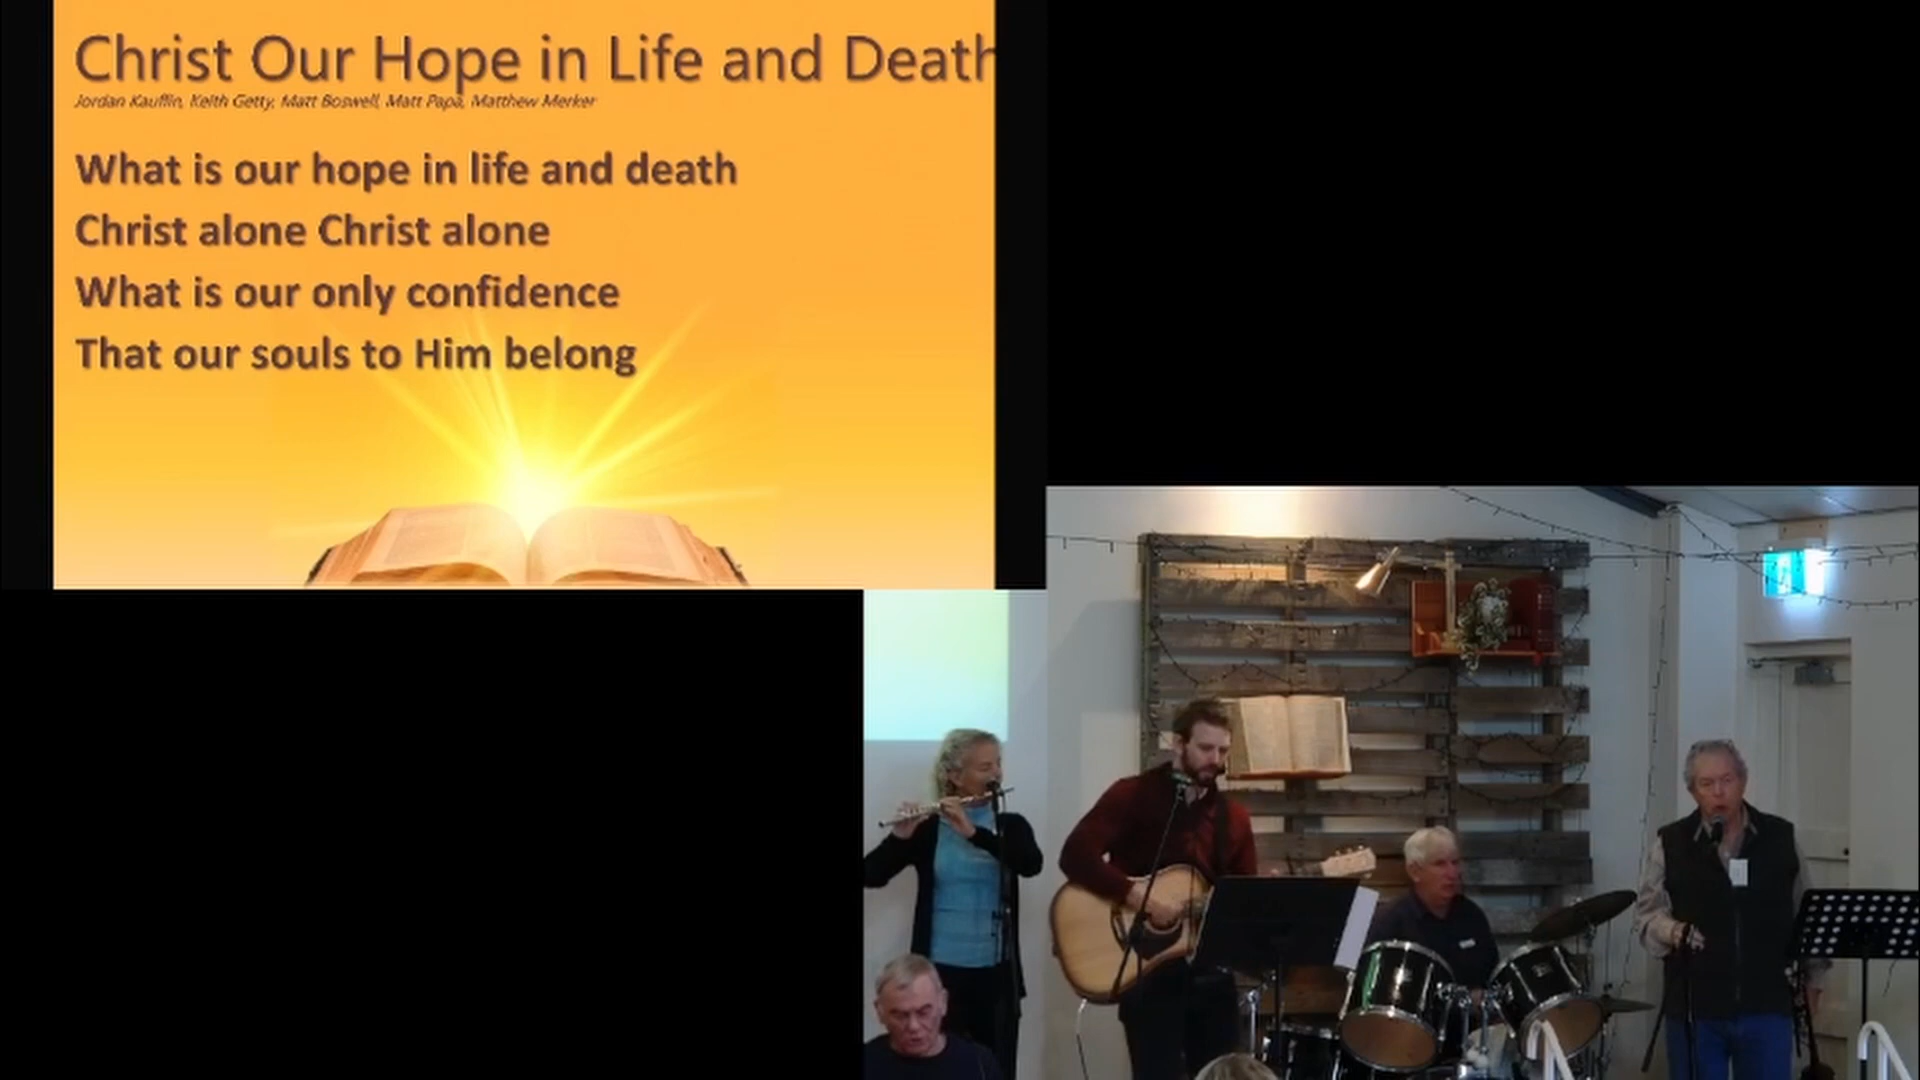 Christ Our Hope in Life and Death
Jordan Kauflin, Keith Getty, Matt Boswell, Matt Papa, Matthew Merker
What is our hope in life and death
Christ alone Christ alone
What is our only confidence
That our souls to Him belong